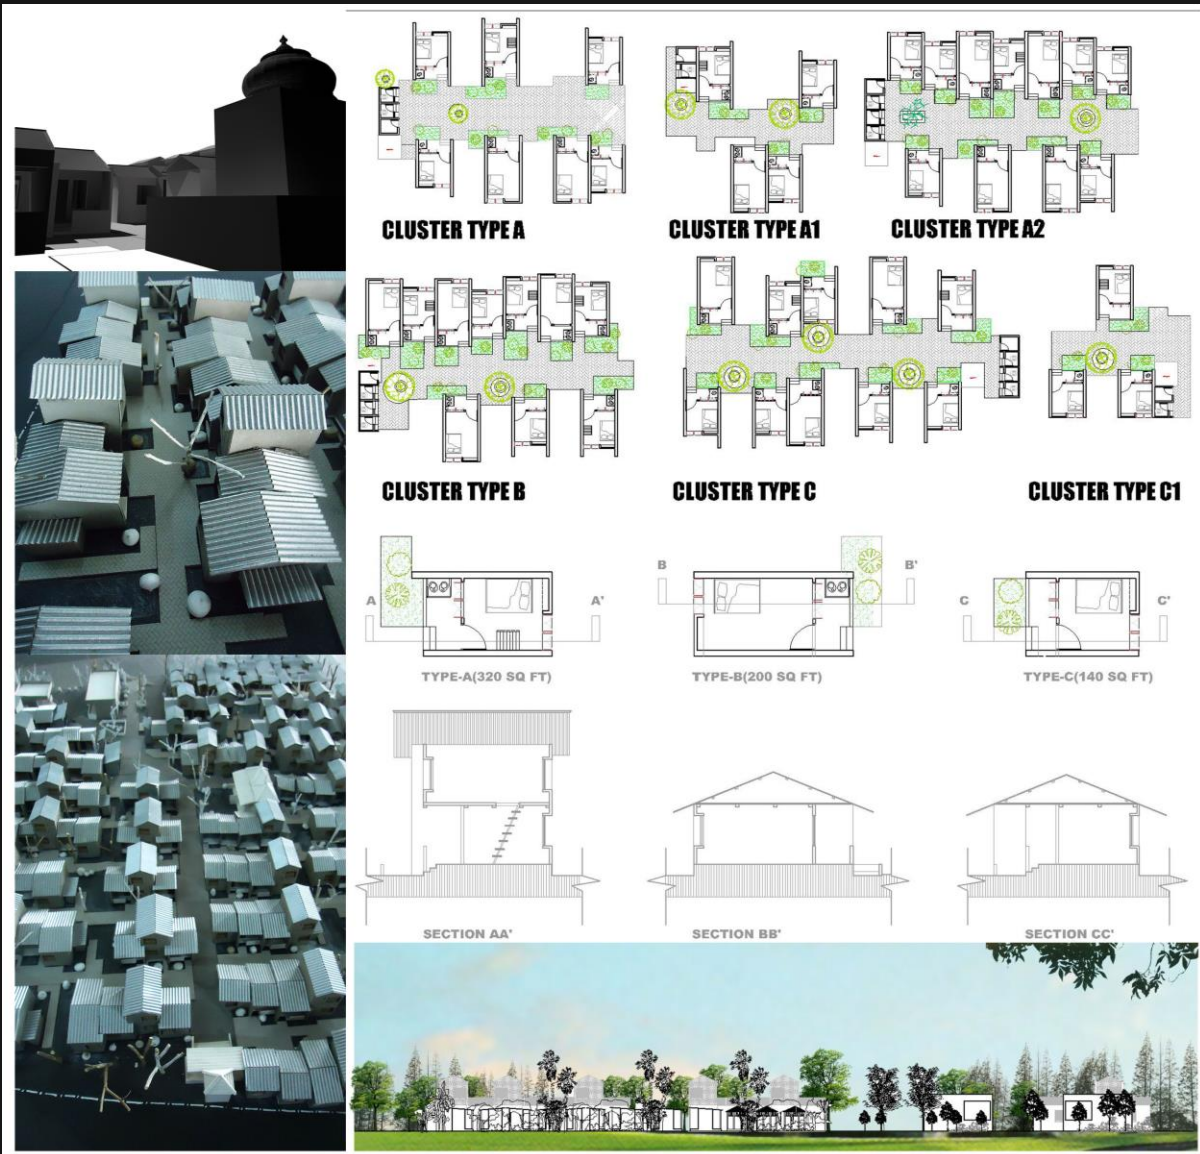 CLUSTER TYPE A
CLUSTER TYPE A1
CLUSTER TYPE A2
CLUSTER TYPE B
CLUSTER TYPE C
CLUSTER TYPE C1
A
A'
B
B'
C
C'
TYPE-A(320 SQ FT)
TYPE-B(200 SQ FT)
TYPE-C(140 SQ FT)
SECTION AA'
SECTION BB'
SECTION CC'